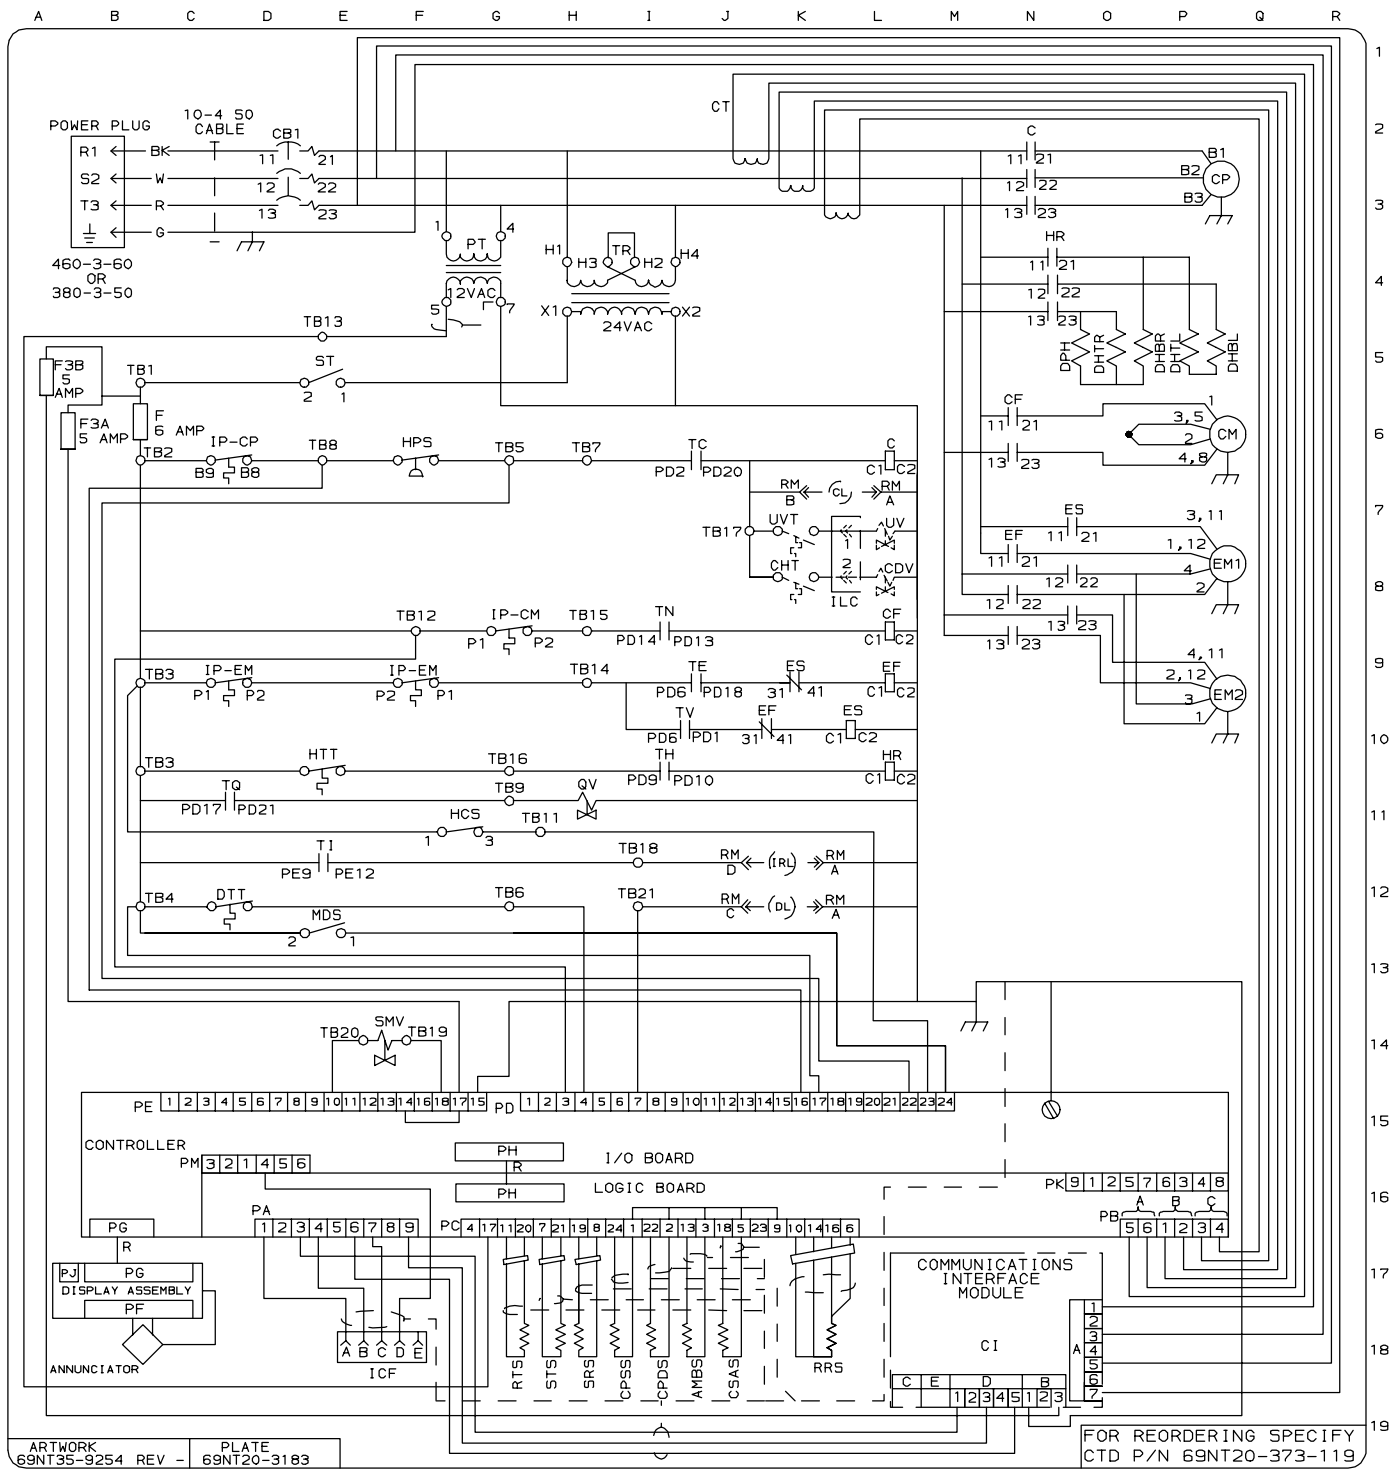 A B C D E F G H I J K L M N O P Q R
1
CT
10-4 SO
CABLE
POWER PLUG
CB1
C
2
R1 BK 11 21 11 21 B1
S2 W 12 22 12 22 B2 CP
T3 R 13 23 13 23 B3
3
G
1 PT 4
H1 H3 TR H2 H4
HR
11 21
460-3-60
OR
380-3-50
12VAC
12 22
4
5 7 X1 X2
24VAC
13 23
TB13
DPH DHTR DHBR DHTL DHBL
F3B
5
AMP
TB1
ST
2 1
5
F3A
5 AMP
F
6 AMP
CF
11 21
1
3,5
2
CM
4,8
6
TB2 IP-CP TB8 HPS TB5 TB7 TC C
B9 B8 PD2 PD20 C1 C2
13 23
RM
B
CL
RM
A
7
TB17 UVT UV
1
ES
11 21
3,11
EF
11 21
1,12
4 EM1
2
CHT 2 CDV
ILC
12 22
8
12 22
TB12 IP-CM TB15 TN CF
P1 P2 PD14 PD13 C1 C2
13 23
13 23
9
TB3 IP-EM IP-EM TB14 TE ES EF
P1 P2 P2 P1 PD6 PD18 31 41 C1 C2
4,11
2,12
3 EM2
1
TV EF ES
PD6 PD1 31 41 C1 C2
10
TB3 HTT TB16 TH HR
PD9 PD10 C1 C2
TQ TB9 QV
PD17 PD21
11
HCS TB11
1 3
TI TB18 RM IRL RM
PE9 PE12 D A
12
TB4 DTT TB6 TB21 RM DL RM
C A
MDS
2 1
13
SMV
TB20 TB19
14
PE 1 2 3 4 5 6 7 8 9 10 11 12 13 14 16 18 17 15
PD 1 2 3 4 5 6 7 8 9 10 11 12 13 14 15 16 17 18 19 20 21 22 23 24
15
CONTROLLER
PH
R
PH
I/O BOARD
LOGIC BOARD
PM 3 2 1 4 5 6
PK 9 1 2 5 7 6 3 4 8
16
A B C
PB 5 6 1 2 3 4
PA
1 2 3 4 5 6 7 8 9
PC 4 17 11 20 7 21 19 8 24 1 22 2 13 3 18 5 23 9 10 14 16 6
PG
R
PJ PG
DISPLAY ASSEMBLY
PF
ANNUNCIATOR
17
COMMUNICATIONS
INTERFACE
MODULE
CI
A
1
2
3
4
5
6
7
18
A B C D E
ICF
RTS STS SRS CPSS CPDS AMBS CSAS RRS
C E D B
1 2 3 4 5 1 2 3
19
ARTWORK
69NT35-9254 REV -
PLATE
69NT20-3183
FOR REORDERING SPECIFY
CTD P/N 69NT20-373-119